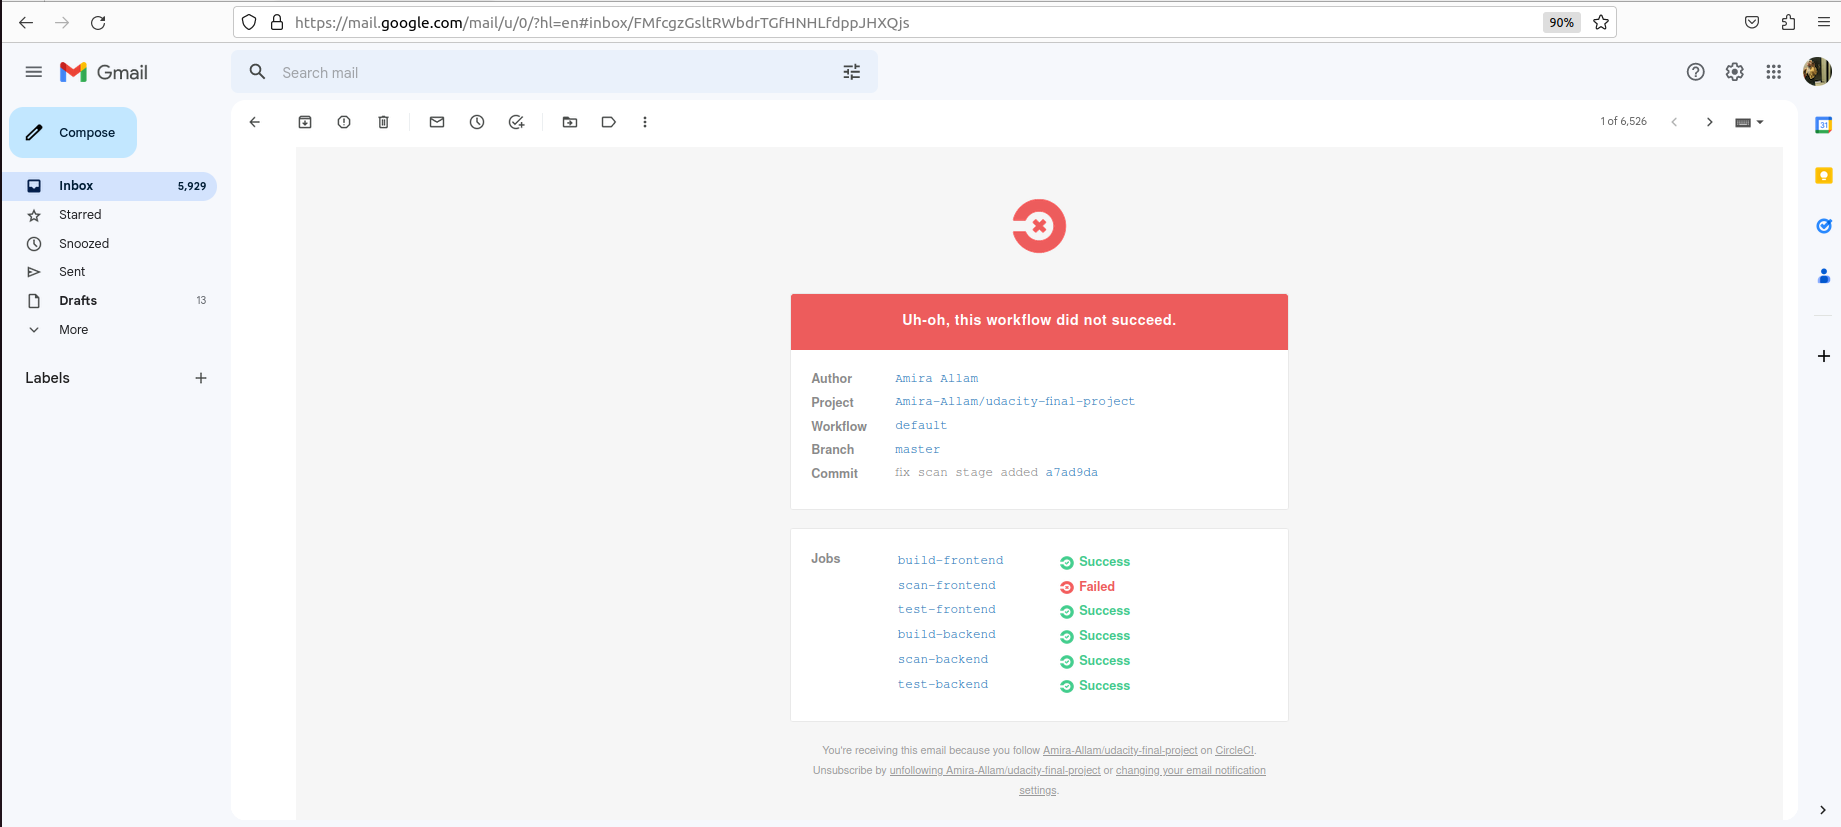 https://mail.google.com/mail/u/0/?hl=en#inbox/FMfcgzGsltRWbdrTGfHNHLfdppJHXQjs
90%
Gmail
Search mail
Compose
1 of 6,526
31
Inbox 5,929
Starred
Snoozed
Sent
Drafts 13
More
Labels
Uh-oh, this workflow did not succeed.
Author Amira Allam
Project Amira-Allam/udacity-final-project
Workflow default
Branch master
Commit fix scan stage added a7ad9da
Jobs build-frontend Success
scan-frontend Failed
test-frontend Success
build-backend Success
scan-backend Success
test-backend Success
You're receiving this email because you follow Amira-Allam/udacity-final-project on CircleCI.
Unsubscribe by unfollowing Amira-Allam/udacity-final-project or changing your email notification
settings.